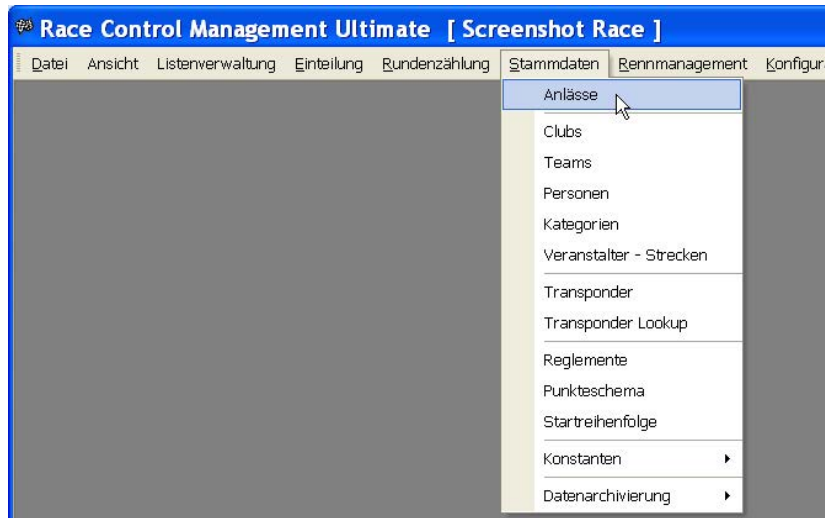 Race Control Management Ultimate [ Screenshot Race ]
Datei Ansicht Listenverwaltung Einteilung Rundenzählung Stammdaten Rennmanagement Konfigur
Anlässe
Clubs
Teams
Personen
Kategorien
Veranstalter - Strecken
Transponder
Transponder Lookup
Reglemente
Punkteschema
Startreihenfolge
Konstanten
Datenarchivierung